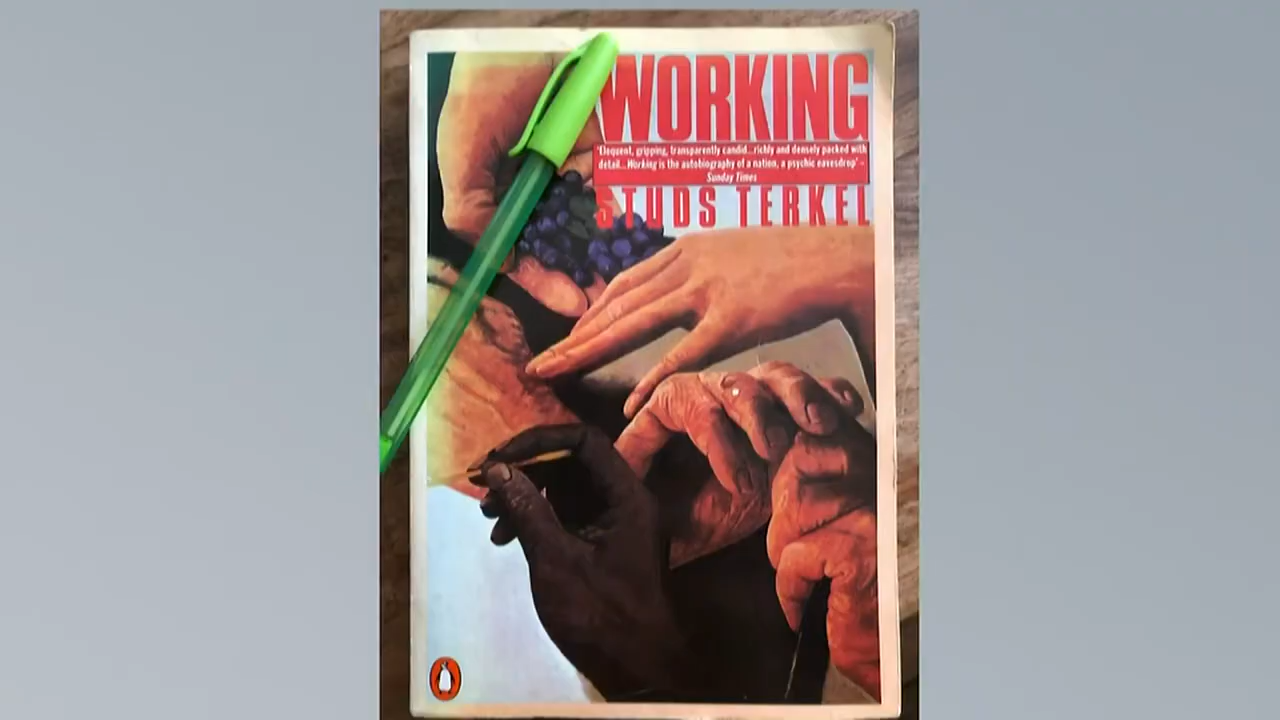 WORKING
'Eloquent, gripping, transparently candid...richly and densely packed with
detail...Working is the autobiography of a nation, a psychic eavesdrop' –
Sunday Times
STUDS TERKEL